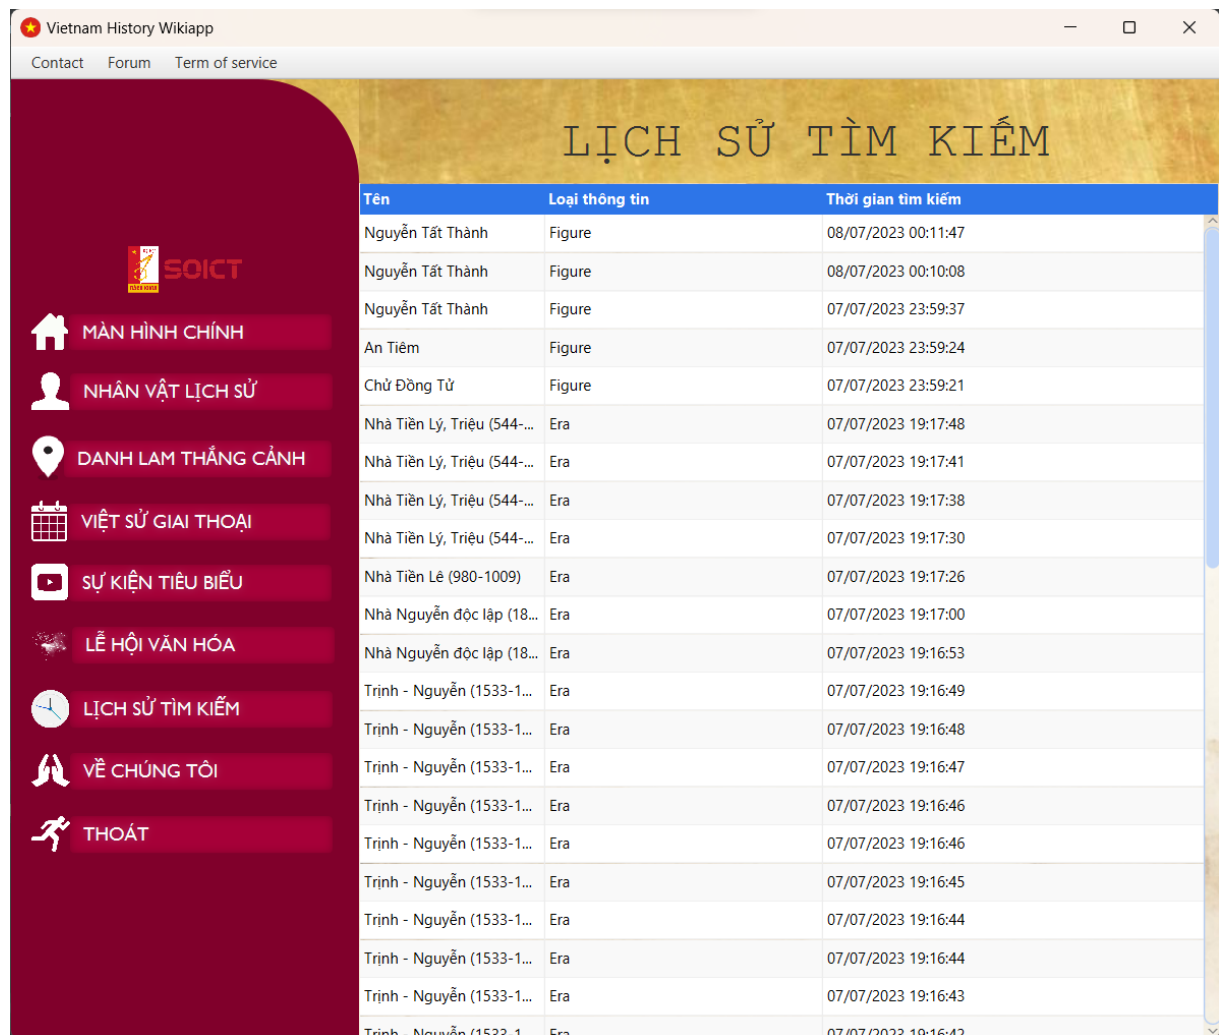 Vietnam History Wikiapp
Contact Forum Term of service
LỊCH SỬ TÌM KIẾM
SOICT
MÀN HÌNH CHÍNH
NHÂN VẬT LỊCH SỬ
DANH LAM THẮNG CẢNH
VIỆT SỬ GIAI THOẠI
SỰ KIỆN TIÊU BIỂU
LỄ HỘI VĂN HÓA
LỊCH SỬ TÌM KIẾM
VỀ CHÚNG TÔI
THOÁT
Tên Loại thông tin Thời gian tìm kiếm
Nguyễn Tất Thành Figure 08/07/2023 00:11:47
Nguyễn Tất Thành Figure 08/07/2023 00:10:08
Nguyễn Tất Thành Figure 07/07/2023 23:59:37
An Tiêm Figure 07/07/2023 23:59:24
Chử Đồng Tử Figure 07/07/2023 23:59:21
Nhà Tiền Lý, Triệu (544-... Era 07/07/2023 19:17:48
Nhà Tiền Lý, Triệu (544-... Era 07/07/2023 19:17:41
Nhà Tiền Lý, Triệu (544-... Era 07/07/2023 19:17:38
Nhà Tiền Lý, Triệu (544-... Era 07/07/2023 19:17:30
Nhà Tiền Lê (980-1009) Era 07/07/2023 19:17:26
Nhà Nguyễn độc lập (18... Era 07/07/2023 19:17:00
Nhà Nguyễn độc lập (18... Era 07/07/2023 19:16:53
Trịnh - Nguyễn (1533-1... Era 07/07/2023 19:16:49
Trịnh - Nguyễn (1533-1... Era 07/07/2023 19:16:48
Trịnh - Nguyễn (1533-1... Era 07/07/2023 19:16:47
Trịnh - Nguyễn (1533-1... Era 07/07/2023 19:16:46
Trịnh - Nguyễn (1533-1... Era 07/07/2023 19:16:46
Trịnh - Nguyễn (1533-1... Era 07/07/2023 19:16:45
Trịnh - Nguyễn (1533-1... Era 07/07/2023 19:16:44
Trịnh - Nguyễn (1533-1... Era 07/07/2023 19:16:44
Trịnh - Nguyễn (1533-1... Era 07/07/2023 19:16:43
Trịnh - Nguyễn (1533-1... Era 07/07/2023 19:16:42